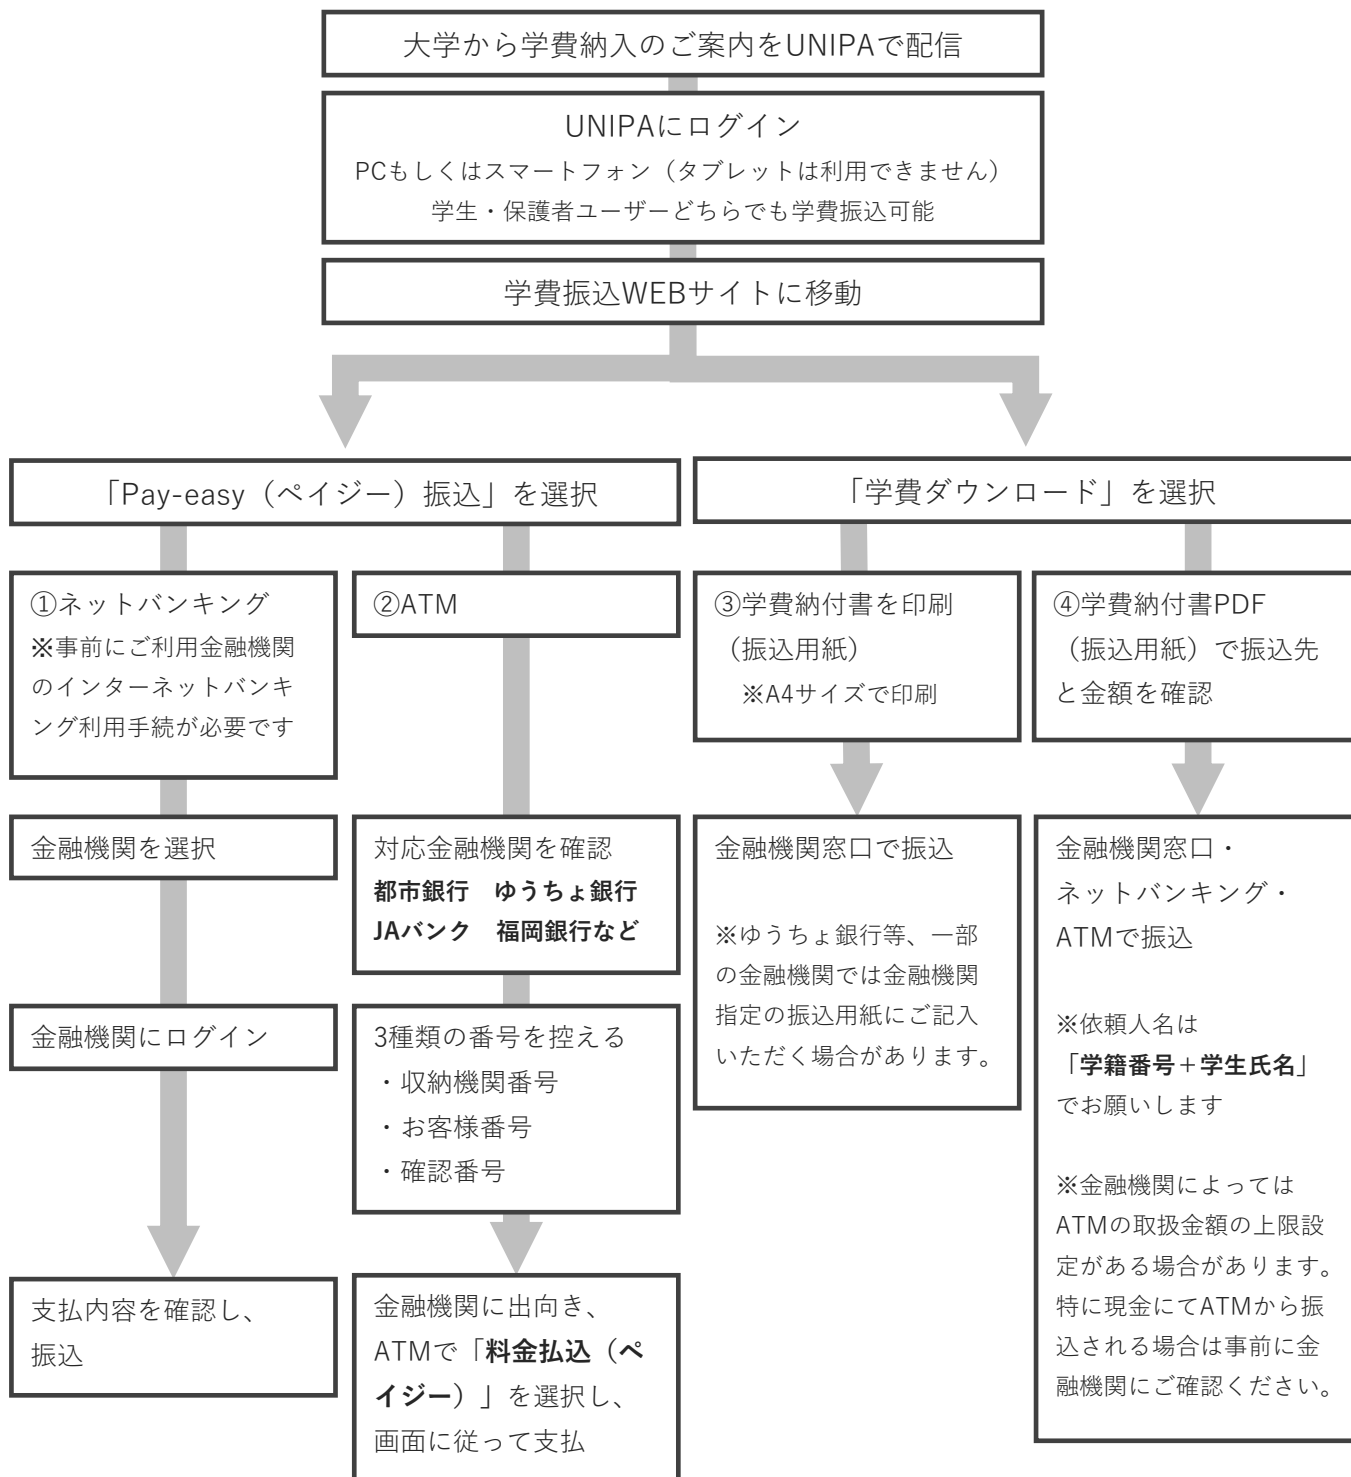 大学から学費納入のご案内をUNIPAで配信
UNIPAにログイン
PCもしくはスマートフォン（タブレットは利用できません）
学生・保護者ユーザーどちらでも学費振込可能
学費振込WEBサイトに移動
「Pay-easy（ペイジー）振込」を選択
①ネットバンキング
※事前にご利用金融機関
のインターネットバンキ
ング利用手続が必要です
金融機関を選択
金融機関にログイン
支払内容を確認し、
振込
②ATM
対応金融機関を確認
都市銀行　ゆうちょ銀行
JAバンク　福岡銀行など
3種類の番号を控える
・収納機関番号
・お客様番号
・確認番号
金融機関に出向き、
ATMで「料金払込（ペ
イジー）」を選択し、
画面に従って支払
「学費ダウンロード」を選択
③学費納付書を印刷
（振込用紙）
※A4サイズで印刷
金融機関窓口で振込
※ゆうちょ銀行等、一部
の金融機関では金融機関
指定の振込用紙にご記入
いただく場合があります。
④学費納付書PDF
（振込用紙）で振込先
と金額を確認
金融機関窓口・
ネットバンキング・
ATMで振込
※依頼人名は
「学籍番号＋学生氏名」
でお願いします
※金融機関によっては
ATMの取扱金額の上限設
定がある場合があります。
特に現金にてATMから振
込される場合は事前に金
融機関にご確認ください。